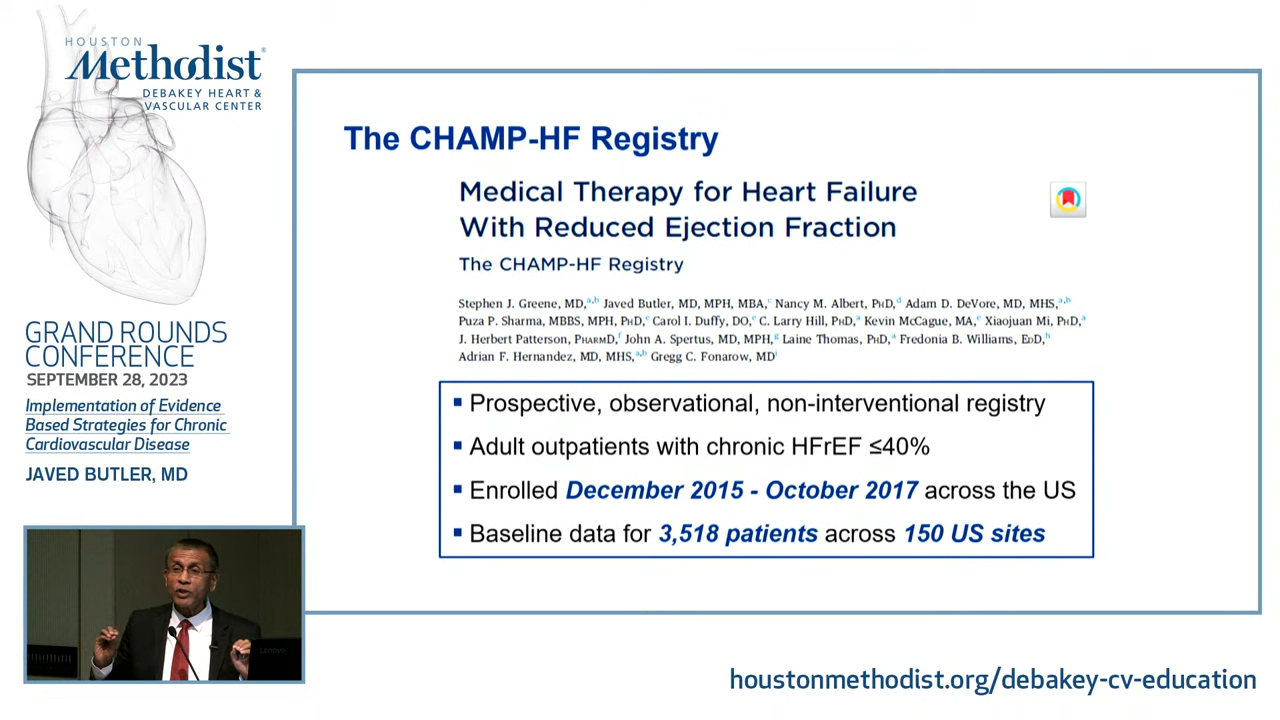 HOUSTON
Methodist®
DEBAKEY HEART &
VASCULAR CENTER
GRAND ROUNDS
CONFERENCE
SEPTEMBER 28, 2023
Implementation of Evidence
Based Strategies for Chronic
Cardiovascular Disease
JAVED BUTLER, MD
The CHAMP-HF Registry
Medical Therapy for Heart Failure
With Reduced Ejection Fraction
The CHAMP-HF Registry
Stephen J. Greene, MD,a,b Javed Butler, MD, MPH, MBA,c Nancy M. Albert, PHD,d Adam D. DeVore, MD, MHS,a,b
Puza P. Sharma, MBBS, MPH, PHD,e Carol I. Duffy, DO,e C. Larry Hill, PHD,a Kevin McCague, MA,e Xiaojuan Mi, PHD,a
J. Herbert Patterson, PHARMD,f John A. Spertus, MD, MPH,g Laine Thomas, PHD,a Fredonia B. Williams, EDD,h
Adrian F. Hernandez, MD, MHS,a,b Gregg C. Fonarow, MDi
▪ Prospective, observational, non-interventional registry
▪ Adult outpatients with chronic HFrEF ≤40%
▪ Enrolled December 2015 - October 2017 across the US
▪ Baseline data for 3,518 patients across 150 US sites
Lenovo
houstonmethodist.org/debakey-cv-education